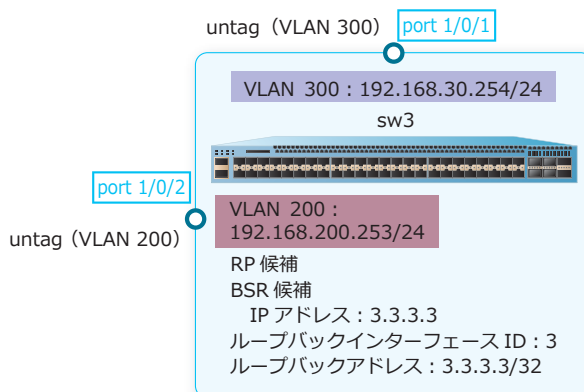 untag（VLAN 300）
port 1/0/1
VLAN 300 : 192.168.30.254/24
sw3
port 1/0/2
untag（VLAN 200）
VLAN 200 :
192.168.200.253/24
RP 候補
BSR 候補
IP アドレス : 3.3.3.3
ループバックインターフェース ID : 3
ループバックアドレス : 3.3.3.3/32